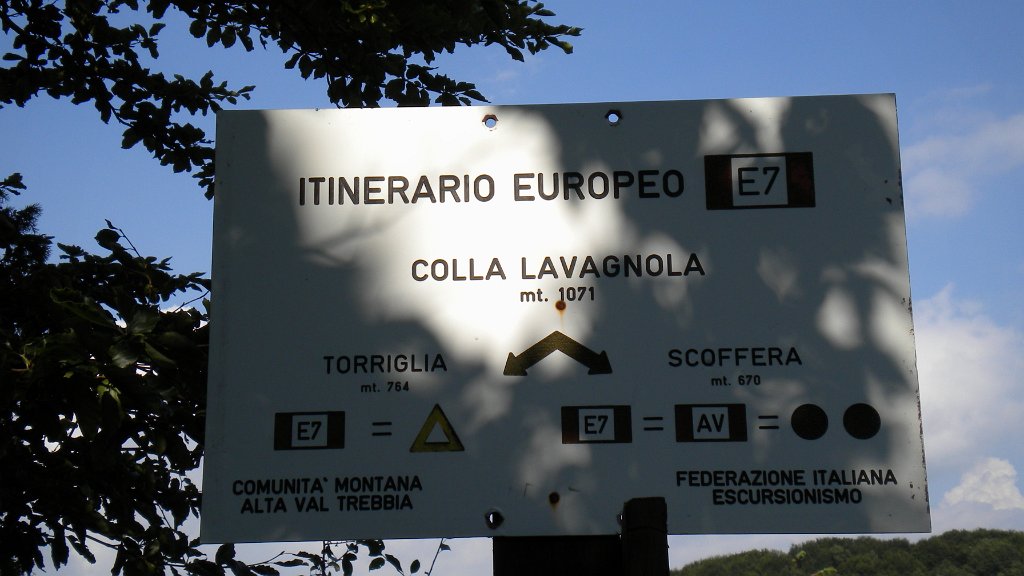 ITINERARIO EUROPEO E7
COLLA LAVAGNOLA
mt. 1071
TORRIGLIA SCOFFERA
mt. 764 mt. 670
E7 = E7 = AV =
COMUNITA' MONTANA
ALTA VAL TREBBIA
FEDERAZIONE ITALIANA
ESCURSIONISMO